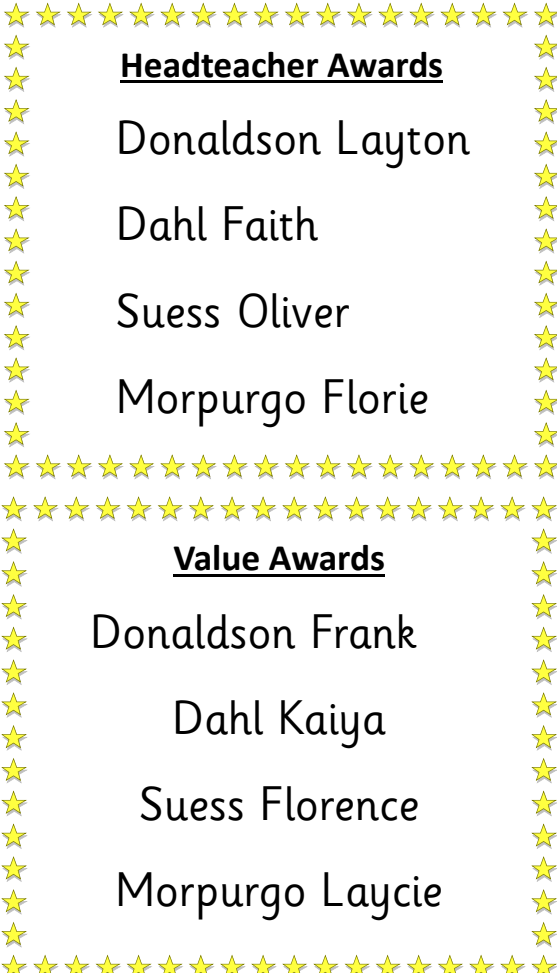 Headteacher Awards
Donaldson Layton
Dahl Faith
Suess Oliver
Morpurgo Florie
Value Awards
Donaldson Frank
Dahl Kaiya
Suess Florence
Morpurgo Laycie